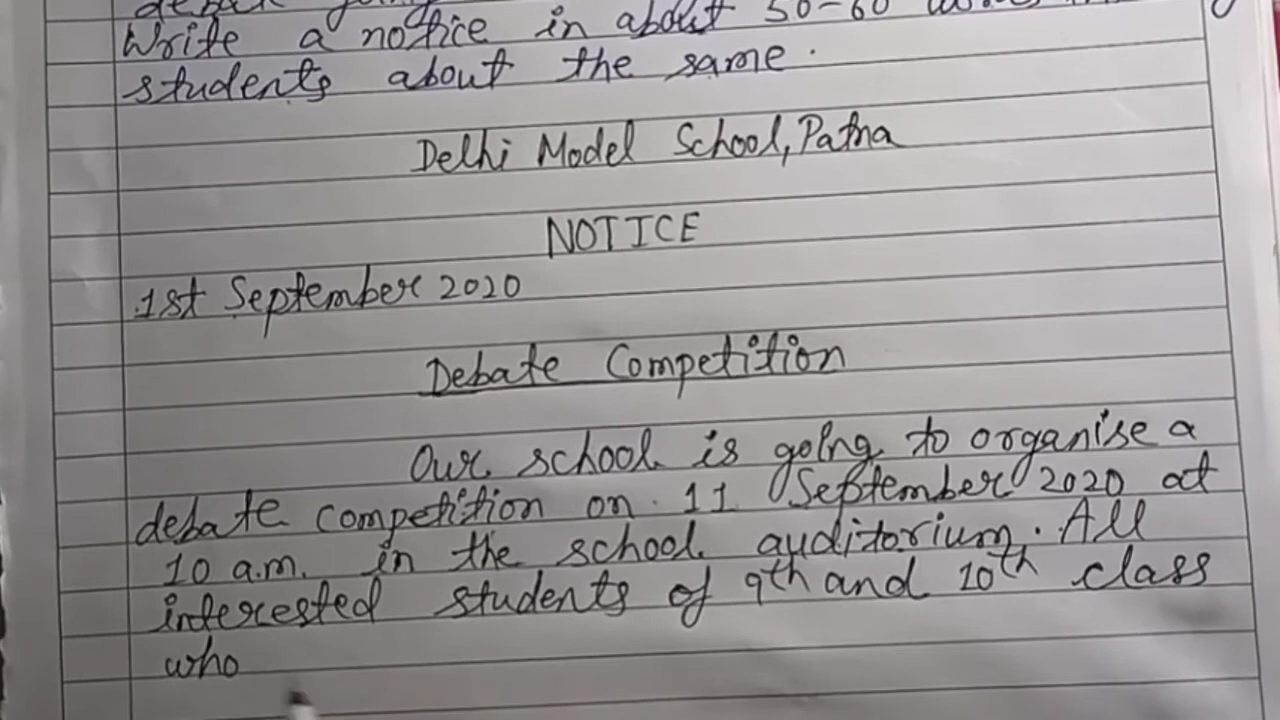 debate
Write a notice in about 50-60
students about the same.
Delhi Model School, Patna
NOTICE
1st September 2020
Debate Competition
Our school is going to organise a
debate competition on 11 September 2020 at
10 a.m. in the school auditorium. All
interested students of 9th and 10th class
who